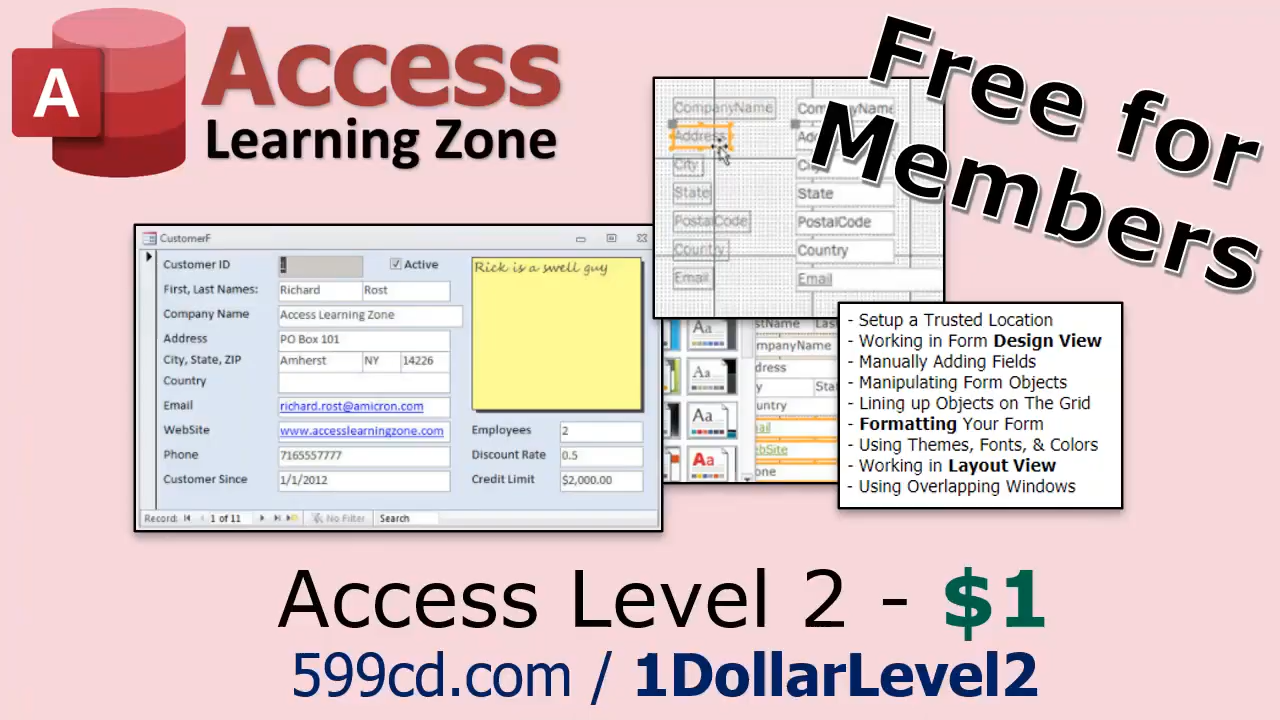 A
Access
Learning Zone
Free for
Members
CompanyName CompanyName
Address
City
State State
PostalCode PostalCode
Country Country
Email Email
CustomerF
Customer ID Active
First, Last Names: Richard Rost
Company Name Access Learning Zone
Address PO Box 101
City, State, ZIP Amherst NY 14226
Country
Email richard.rost@amicron.com
WebSite www.accesslearningzone.com
Phone 7165557777
Customer Since 1/1/2012
Rick is a swell guy
Employees 2
Discount Rate 0.5
Credit Limit $2,000.00
Record: 1 of 11 No Filter Search
Aa
Aa
Aa
Aa
- Setup a Trusted Location
- Working in Form Design View
- Manually Adding Fields
- Manipulating Form Objects
- Lining up Objects on The Grid
- Formatting Your Form
- Using Themes, Fonts, & Colors
- Working in Layout View
- Using Overlapping Windows
Access Level 2 - $1
599cd.com / 1DollarLevel2